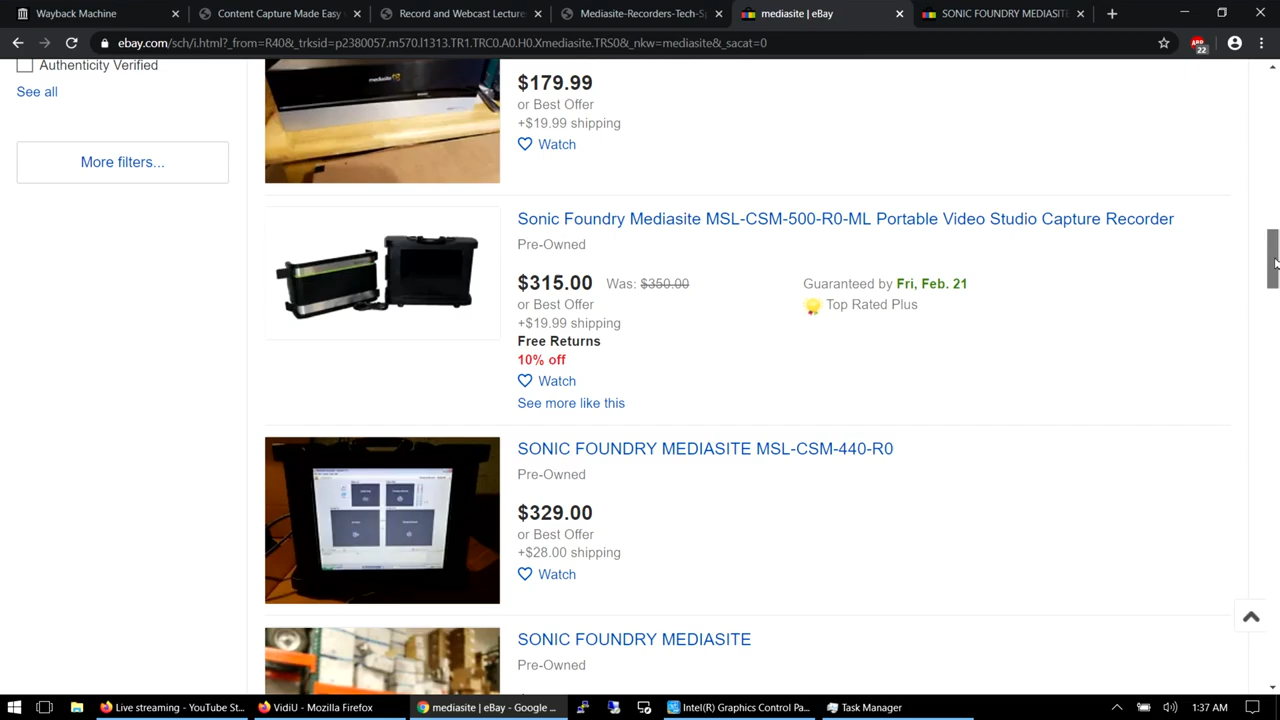 Wayback Machine
Content Capture Made Easy
Record and Webcast Lecture
Mediasite-Recorders-Tech-Sp
mediasite | eBay
SONIC FOUNDRY MEDIASITE
ebay.com/sch/i.html?_from=R40&_trksid=p2380057.m570.l1313.TR1.TRC0.A0.H0.Xmediasite.TRS0&_nkw=mediasite&_sacat=0
22
Authenticity Verified
See all
More filters...
mediasite
$179.99
or Best Offer
+$19.99 shipping
Watch
Sonic Foundry Mediasite MSL-CSM-500-R0-ML Portable Video Studio Capture Recorder
Pre-Owned
$315.00 Was: $350.00
Guaranteed by Fri, Feb. 21
or Best Offer
Top Rated Plus
+$19.99 shipping
Free Returns
10% off
Watch
See more like this
SONIC FOUNDRY MEDIASITE MSL-CSM-440-R0
Pre-Owned
$329.00
or Best Offer
+$28.00 shipping
Watch
SONIC FOUNDRY MEDIASITE
Pre-Owned
Live streaming - YouTube St...
VidiU - Mozilla Firefox
mediasite | eBay - Google ...
Intel(R) Graphics Control Pa...
Task Manager
1:37 AM